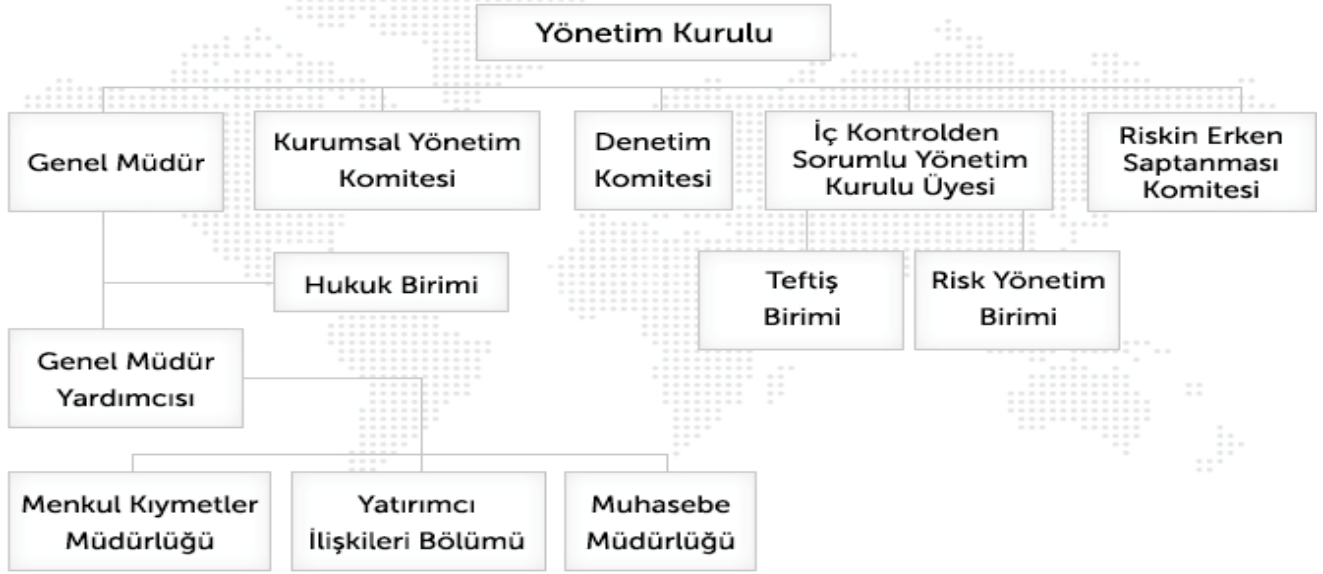 Yönetim Kurulu
Genel Müdür
Kurumsal Yönetim
Komitesi
Denetim
Komitesi
İç Kontrolden
Sorumlu Yönetim
Kurulu Üyesi
Riskin Erken
Saptanması
Komitesi
Hukuk Birimi
Teftiş
Birimi
Risk Yönetim
Birimi
Genel Müdür
Yardımcısı
Menkul Kıymetler
Müdürlüğü
Yatırımcı
İlişkileri Bölümü
Muhasebe
Müdürlüğü